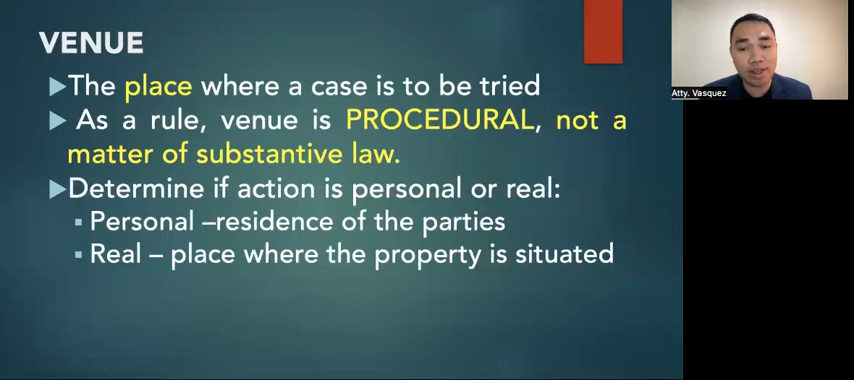 VENUE
The place where a case is to be tried
As a rule, venue is PROCEDURAL, not a
matter of substantive law.
Determine if action is personal or real:
Personal –residence of the parties
Real – place where the property is situated
Atty. Vasquez